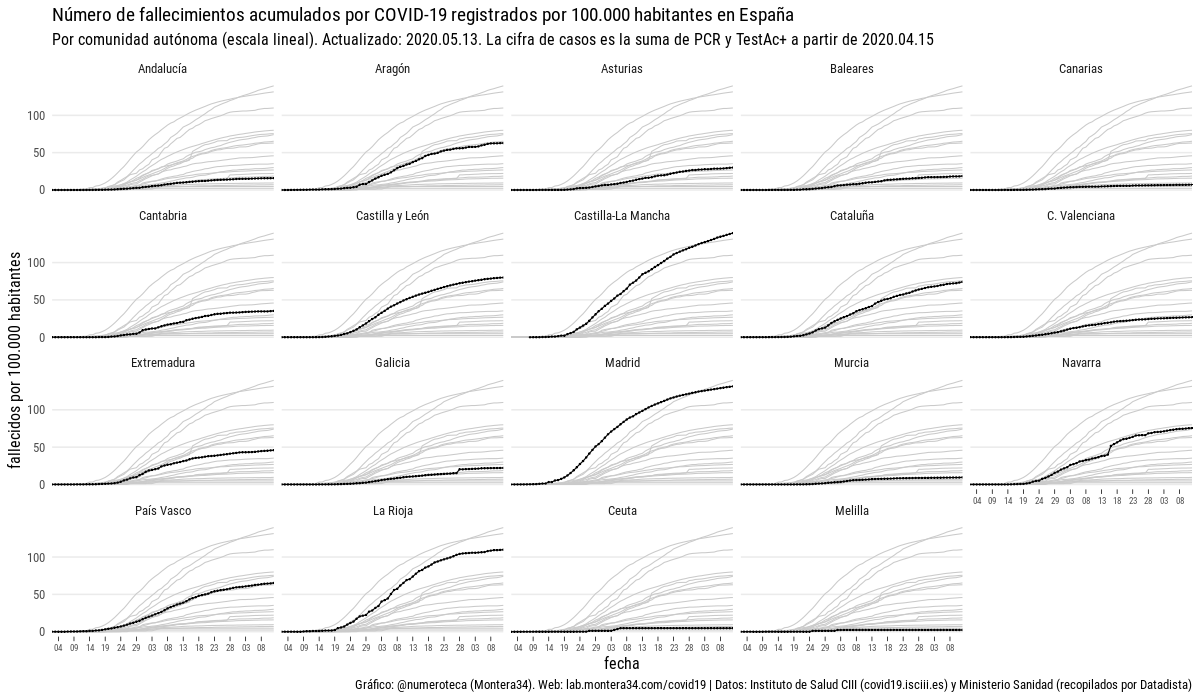 Número de fallecimientos acumulados por COVID-19 registrados por 100.000 habitantes en España
Por comunidad autónoma (escala lineal). Actualizado: 2020.05.13. La cifra de casos es la suma de PCR y TestAc+ a partir de 2020.04.15
Andalucía Aragón Asturias Baleares Canarias
100
50
0
Cantabria Castilla y León Castilla-La Mancha Cataluña C. Valenciana
100
50
0
Extremadura Galicia Madrid Murcia Navarra
100
50
0
04 09 14 19 24 29 03 08 13 18 23 28 03 08
País Vasco La Rioja Ceuta Melilla
100
50
0
04 09 14 19 24 29 03 08 13 18 23 28 03 08 04 09 14 19 24 29 03 08 13 18 23 28 03 08 04 09 14 19 24 29 03 08 13 18 23 28 03 08 04 09 14 19 24 29 03 08 13 18 23 28 03 08
fallecidos por 100.000 habitantes
fecha
Gráfico: @numeroteca (Montera34). Web: lab.montera34.com/covid19 | Datos: Instituto de Salud CIII (covid19.isciii.es) y Ministerio Sanidad (recopilados por Datadista)